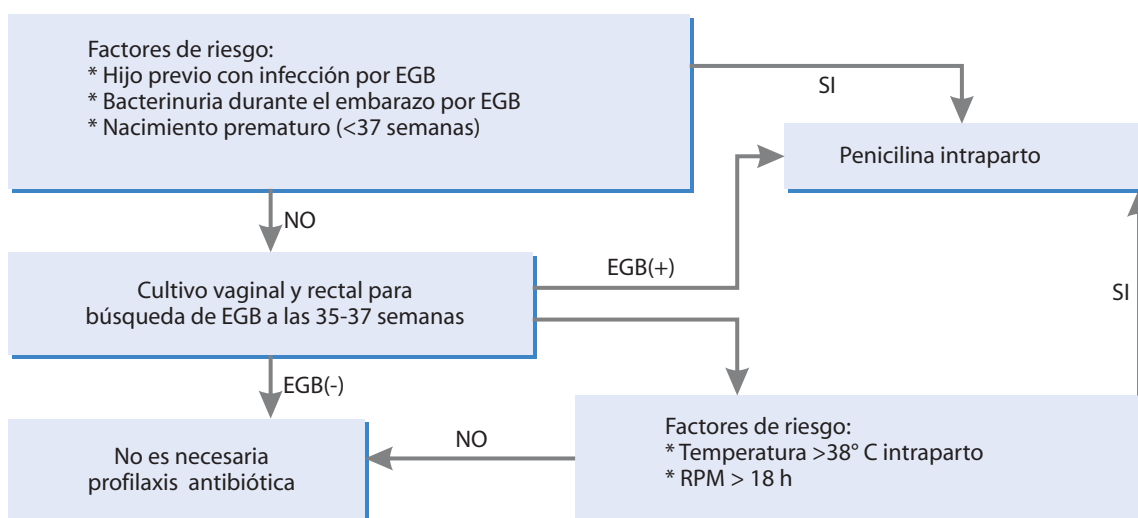 Factores de riesgo:
* Hijo previo con infección por EGB
* Bacterinuria durante el embarazo por EGB
* Nacimiento prematuro (<37 semanas)
SI
Penicilina intraparto
NO
Cultivo vaginal y rectal para
búsqueda de EGB a las 35-37 semanas
EGB(+)
SI
EGB(-)
No es necesaria
profilaxis antibiótica
NO
Factores de riesgo:
* Temperatura >38° C intraparto
* RPM > 18 h